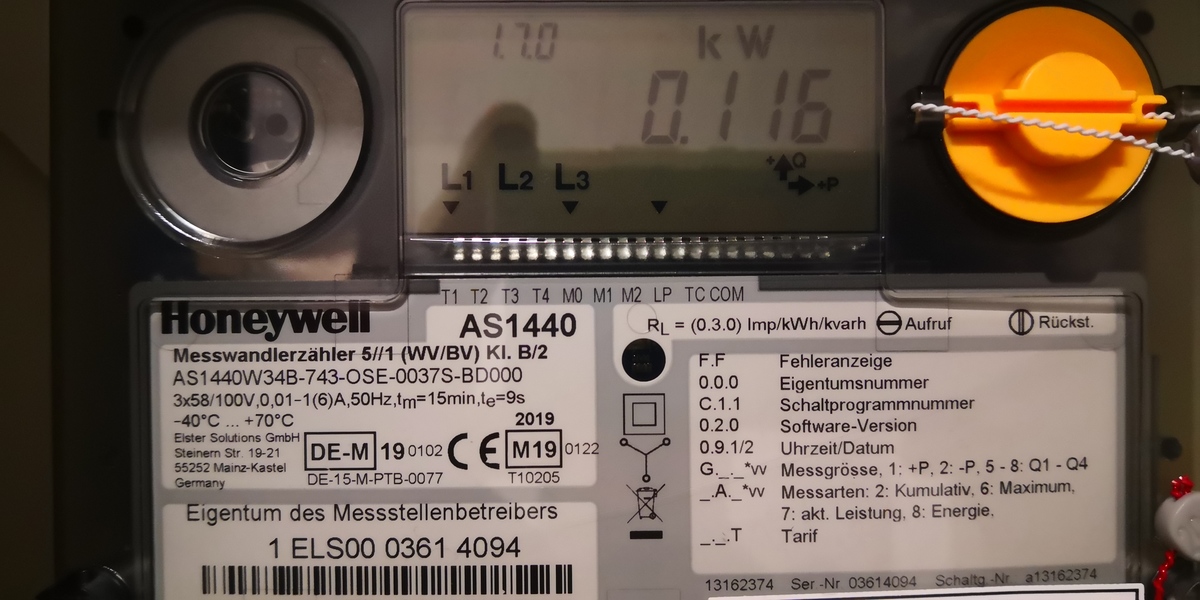 1.7.0 kW
0.116
+Q
L1 L2 L3 +P
T1 T2 T3 T4 M0 M1 M2 LP TC COM
Honeywell AS1440
RL = (0.3.0) Imp/kWh/kvarh Aufruf Rückst.
Messwandlerzähler 5//1 (WV/BV) Kl. B/2
AS1440W34B-743-OSE-0037S-BD000
3x58/100V,0,01-1(6)A,50Hz,tm=15min,te=9s
-40°C ... +70°C
2019
Elster Solutions GmbH
Steinern Str. 19-21
55252 Mainz-Kastel
Germany
DE-M 19 0102 CE M19 0122
DE-15-M-PTB-0077 T10205
Eigentum des Messstellenbetreibers
1 ELS00 0361 4094
F.F Fehleranzeige
0.0.0 Eigentumsnummer
C.1.1 Schaltprogrammnummer
0.2.0 Software-Version
0.9.1/2 Uhrzeit/Datum
G._._*vv Messgrösse, 1: +P, 2: -P, 5 - 8: Q1 - Q4
_.A._*vv Messarten: 2: Kumulativ, 6: Maximum,
7: akt. Leistung, 8: Energie.
_._.T Tarif
13162374 Ser-Nr 03614094 Schaltg.-Nr a13162374